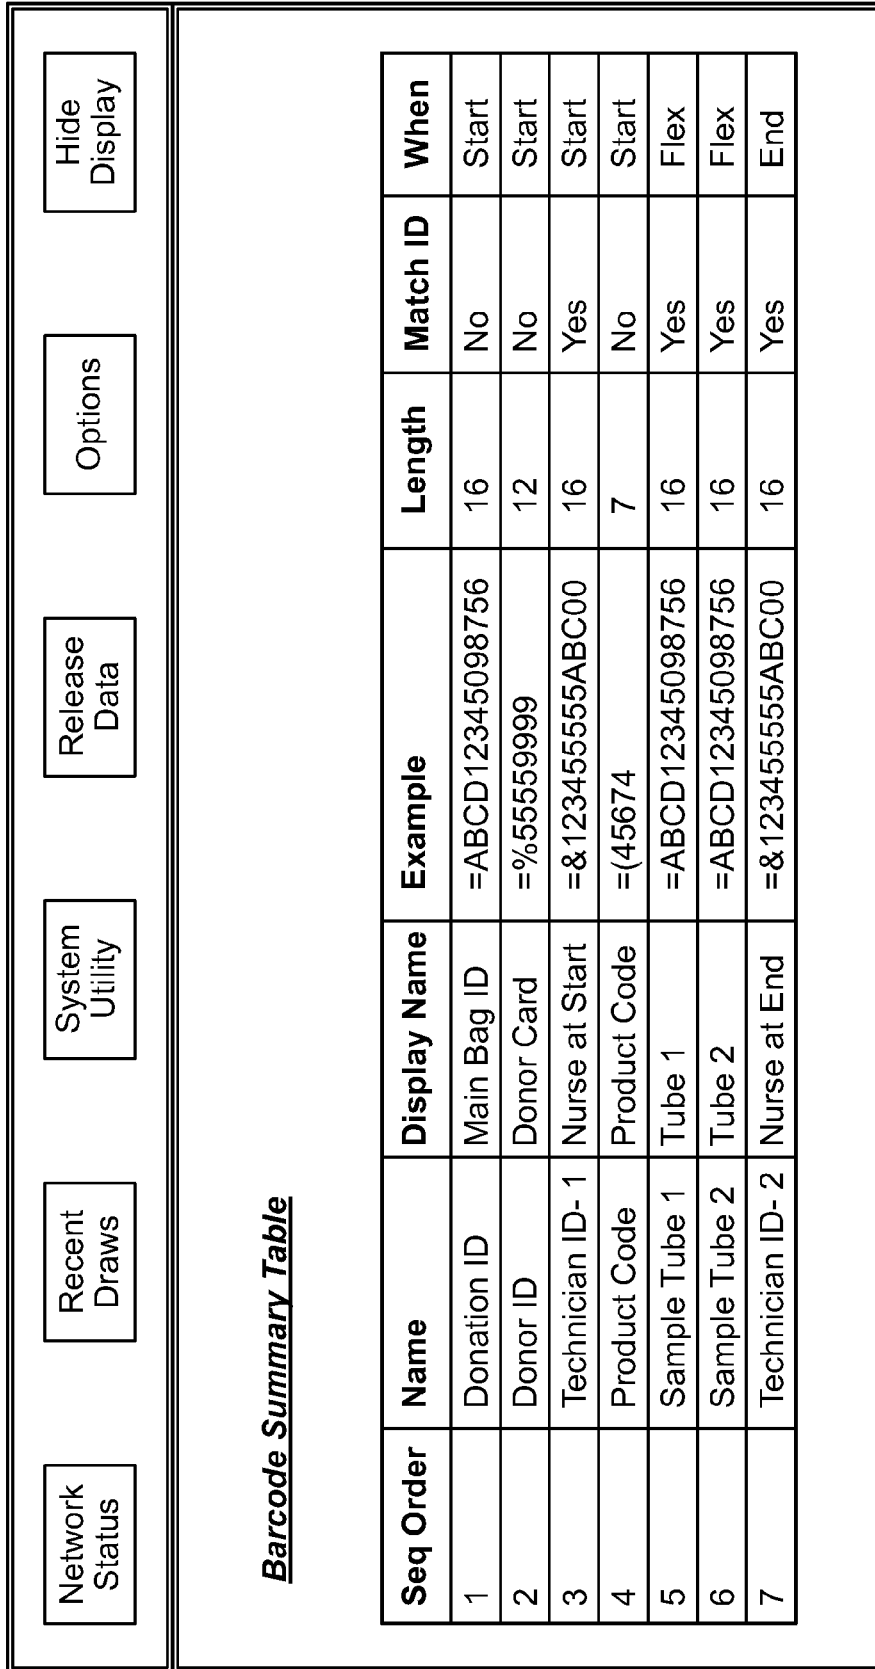 Network
Status
Recent
Draws
System
Utility
Release
Data
Options
Hide
Display
Barcode Summary Table
Seq Order Name Display Name Example Length Match ID When
1 Donation ID Main Bag ID =ABCD12345098756 16 No Start
2 Donor ID Donor Card =%55559999 12 No Start
3 Technician ID- 1 Nurse at Start =&123455555ABC00 16 Yes Start
4 Product Code Product Code =(45674 7 No Start
5 Sample Tube 1 Tube 1 =ABCD12345098756 16 Yes Flex
6 Sample Tube 2 Tube 2 =ABCD12345098756 16 Yes Flex
7 Technician ID- 2 Nurse at End =&123455555ABC00 16 Yes End